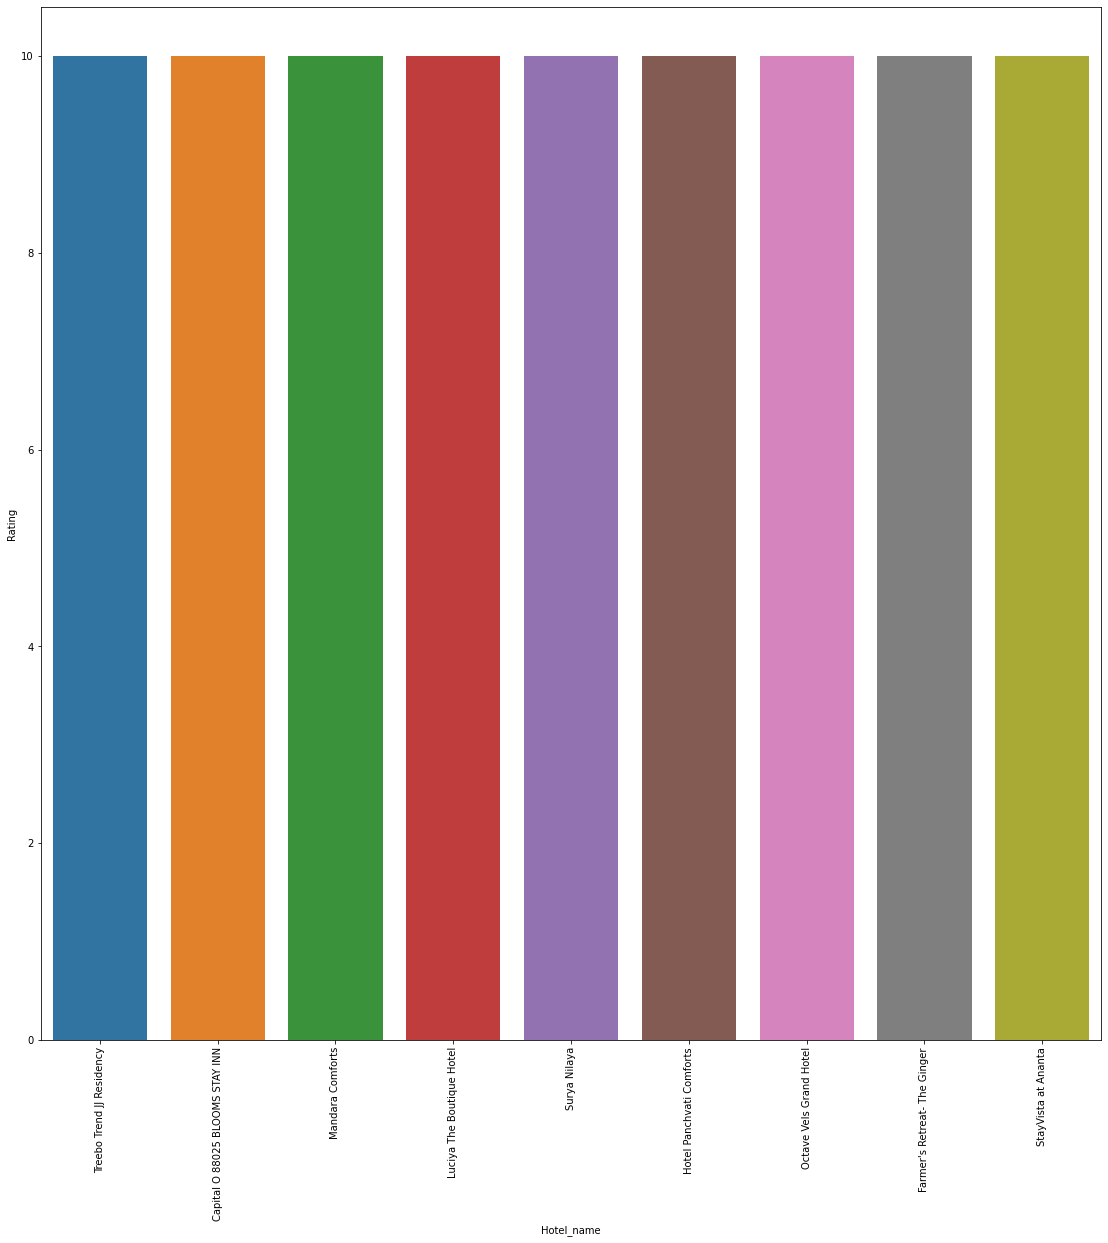 10
8
6
4
2
0
Rating
Treebo Trend JJ Residency
Capital O 88025 BLOOMS STAY INN
Mandara Comforts
Luciya The Boutique Hotel
Surya Nilaya
Hotel Panchvati Comforts
Octave Vels Grand Hotel
Farmer's Retreat- The Ginger
StayVista at Ananta
Hotel_name